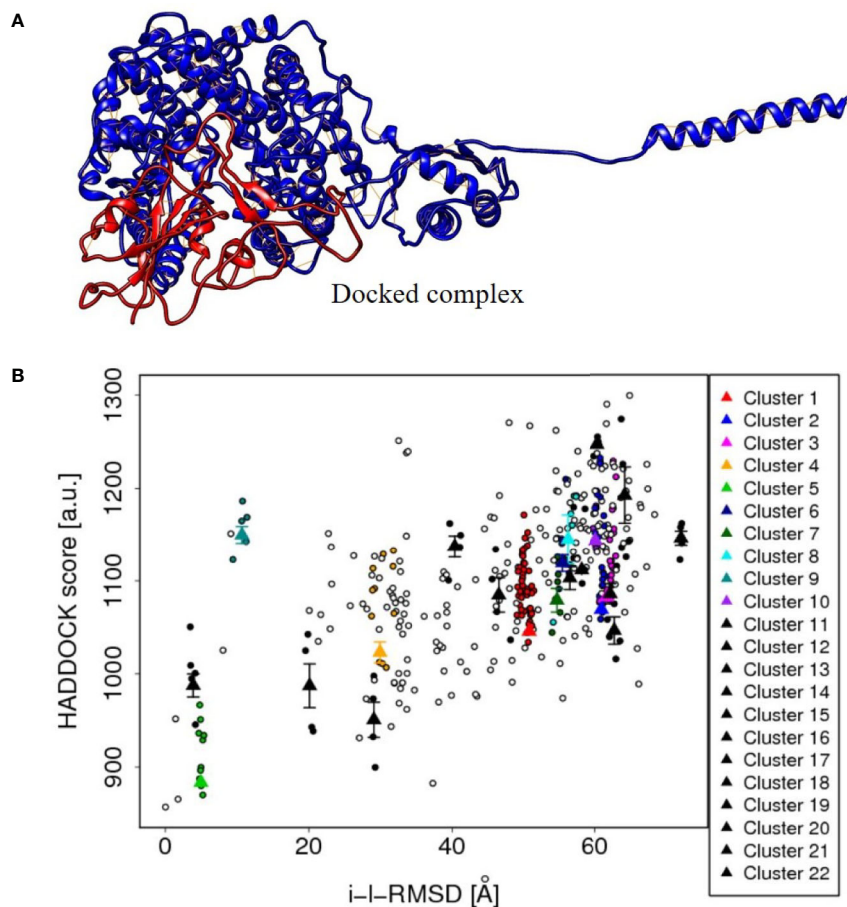 A
Docked complex
B
HADDOCK score [a.u.]
1300
1200
1100
1000
900
0 20 40 60
i-l-RMSD [Å]
Cluster 1
Cluster 2
Cluster 3
Cluster 4
Cluster 5
Cluster 6
Cluster 7
Cluster 8
Cluster 9
Cluster 10
Cluster 11
Cluster 12
Cluster 13
Cluster 14
Cluster 15
Cluster 16
Cluster 17
Cluster 18
Cluster 19
Cluster 20
Cluster 21
Cluster 22